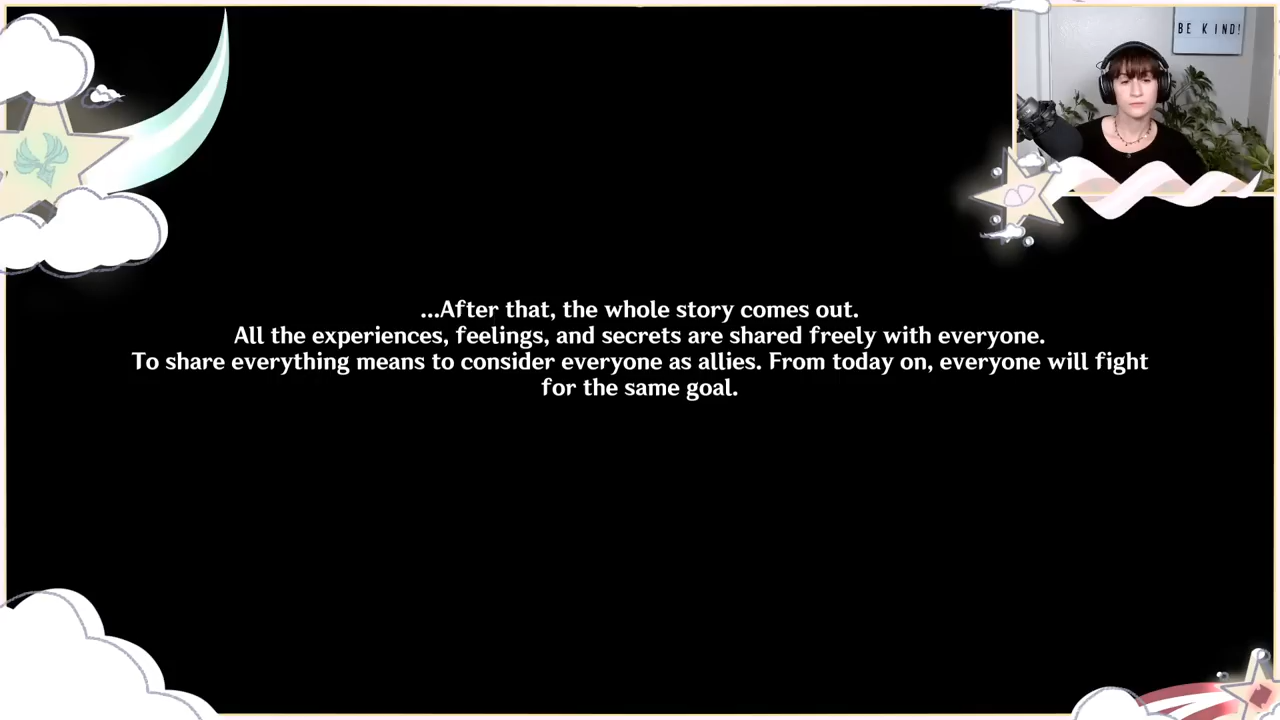 BE KIND!
...After that, the whole story comes out.
All the experiences, feelings, and secrets are shared freely with everyone.
To share everything means to consider everyone as allies. From today on, everyone will fight
for the same goal.